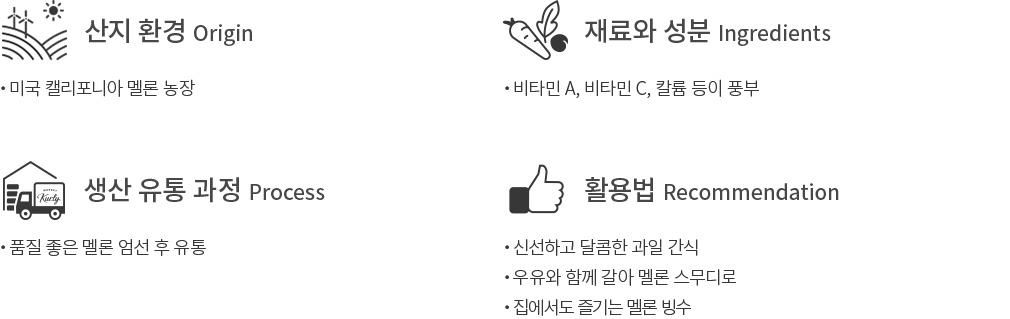 산지 환경 Origin
• 미국 캘리포니아 멜론 농장
재료와 성분 Ingredients
• 비타민 A, 비타민 C, 칼륨 등이 풍부
Kurly
생산 유통 과정 Process
• 품질 좋은 멜론 엄선 후 유통
활용법 Recommendation
• 신선하고 달콤한 과일 간식
• 우유와 함께 갈아 멜론 스무디로
• 집에서도 즐기는 멜론 빙수